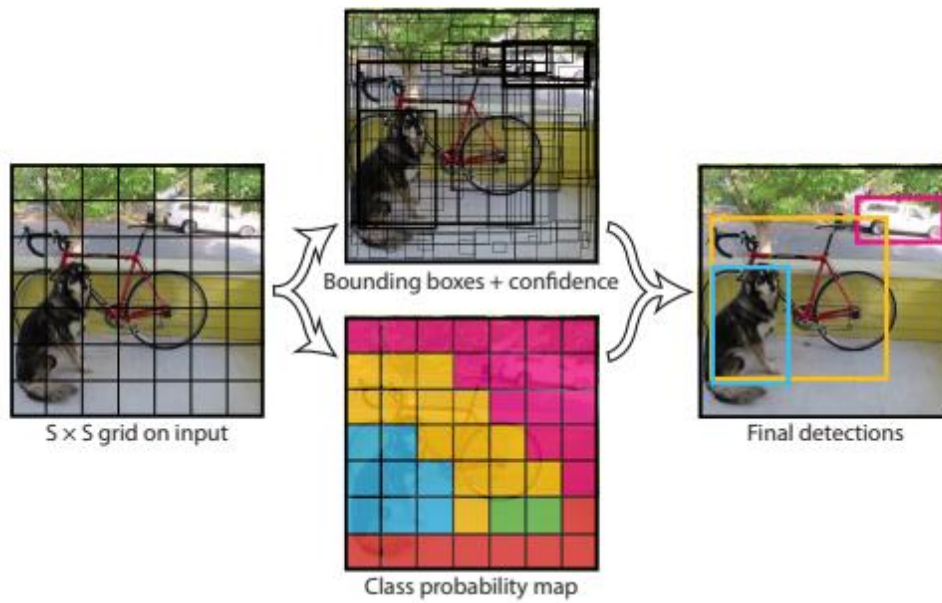 S × S grid on input
Bounding boxes + confidence
Class probability map
Final detections